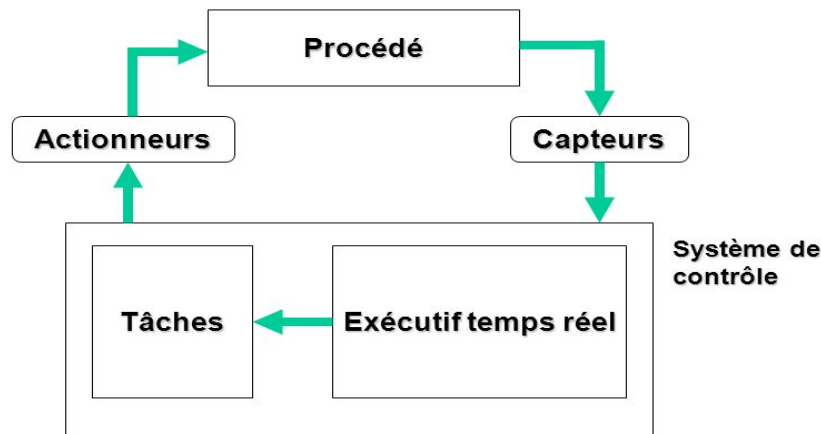 Procédé
Actionneurs
Capteurs
Système de
contrôle
Tâches
Exécutif temps réel